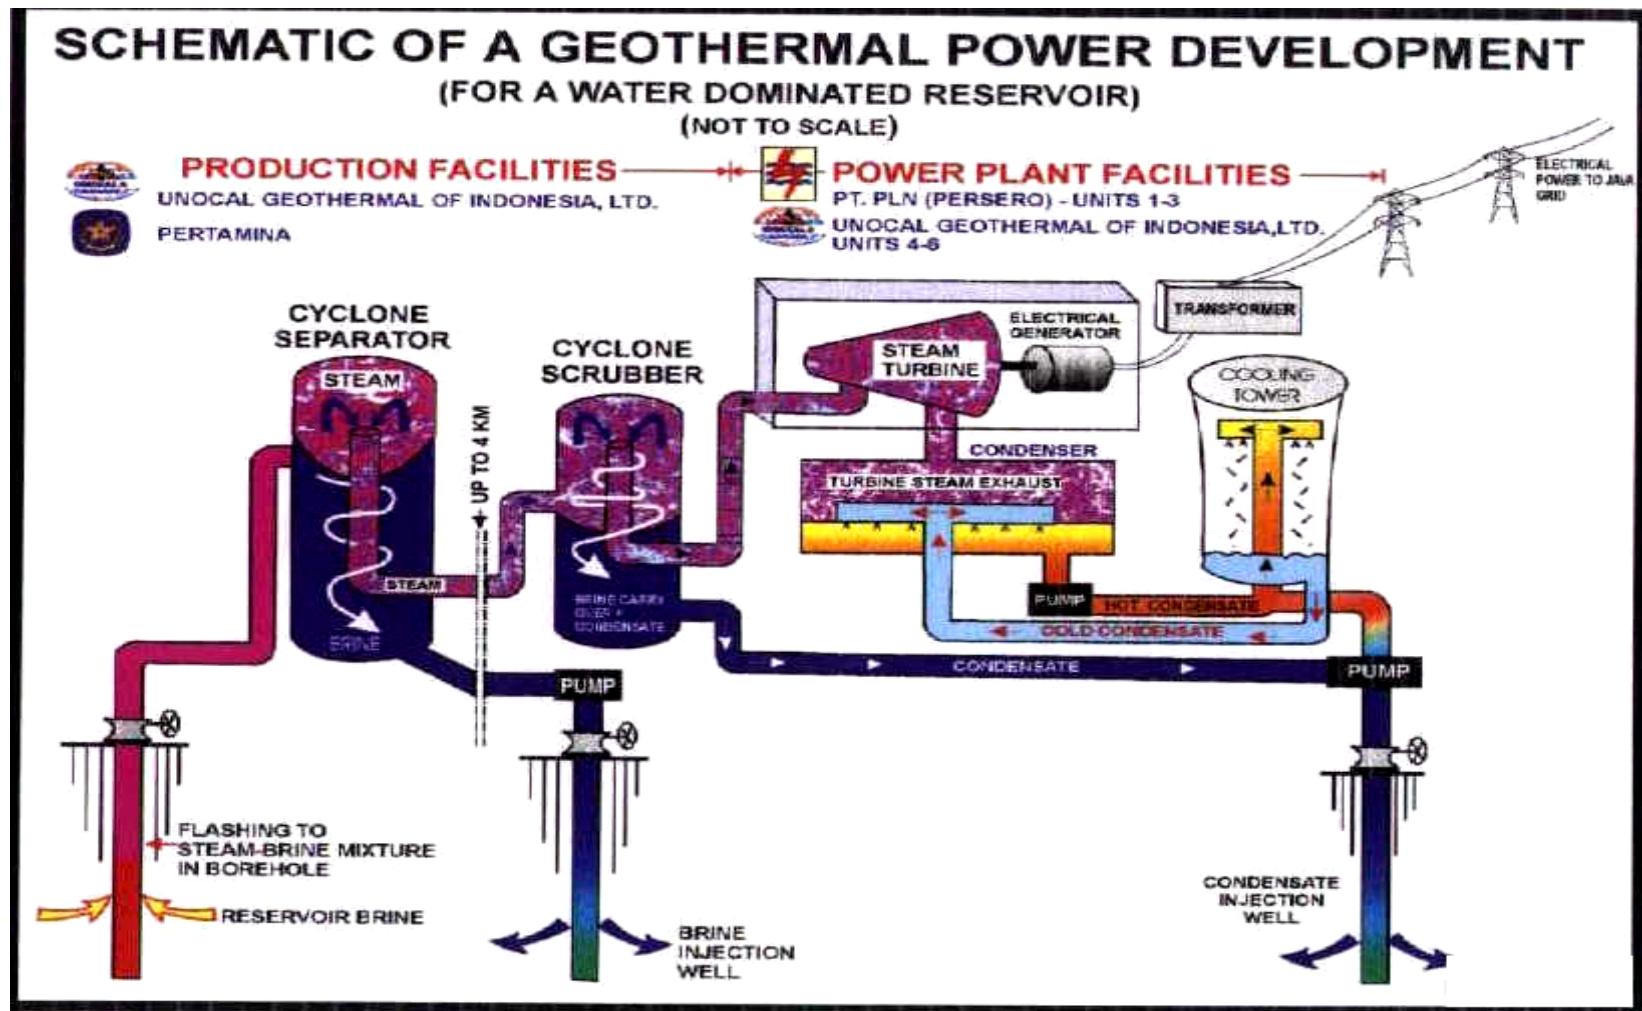 SCHEMATIC OF A GEOTHERMAL POWER DEVELOPMENT
(FOR A WATER DOMINATED RESERVOIR)
(NOT TO SCALE)
PRODUCTION FACILITIES
UNOCAL GEOTHERMAL OF INDONESIA, LTD.
PERTAMINA
POWER PLANT FACILITIES
PT. PLN (PERSERO) - UNITS 1-3
UNOCAL GEOTHERMAL OF INDONESIA,LTD.
UNITS 4-6
ELECTRICAL
POWER TO JAVA
GRID
CYCLONE
SEPARATOR
STEAM
UP TO 4 KM
CYCLONE
SCRUBBER
ELECTRICAL
GENERATOR
STEAM
TURBINE
TRANSFORMER
COOLING
TOWER
CONDENSER
TURBINE STEAM EXHAUST
STEAM
BRINE
BRINE CARRY
OVER +
CONDENSATE
PUMP
HOT CONDENSATE
COLD CONDENSATE
CONDENSATE
PUMP
PUMP
FLASHING TO
STEAM-BRINE MIXTURE
IN BOREHOLE
RESERVOIR BRINE
BRINE
INJECTION
WELL
CONDENSATE
INJECTION
WELL